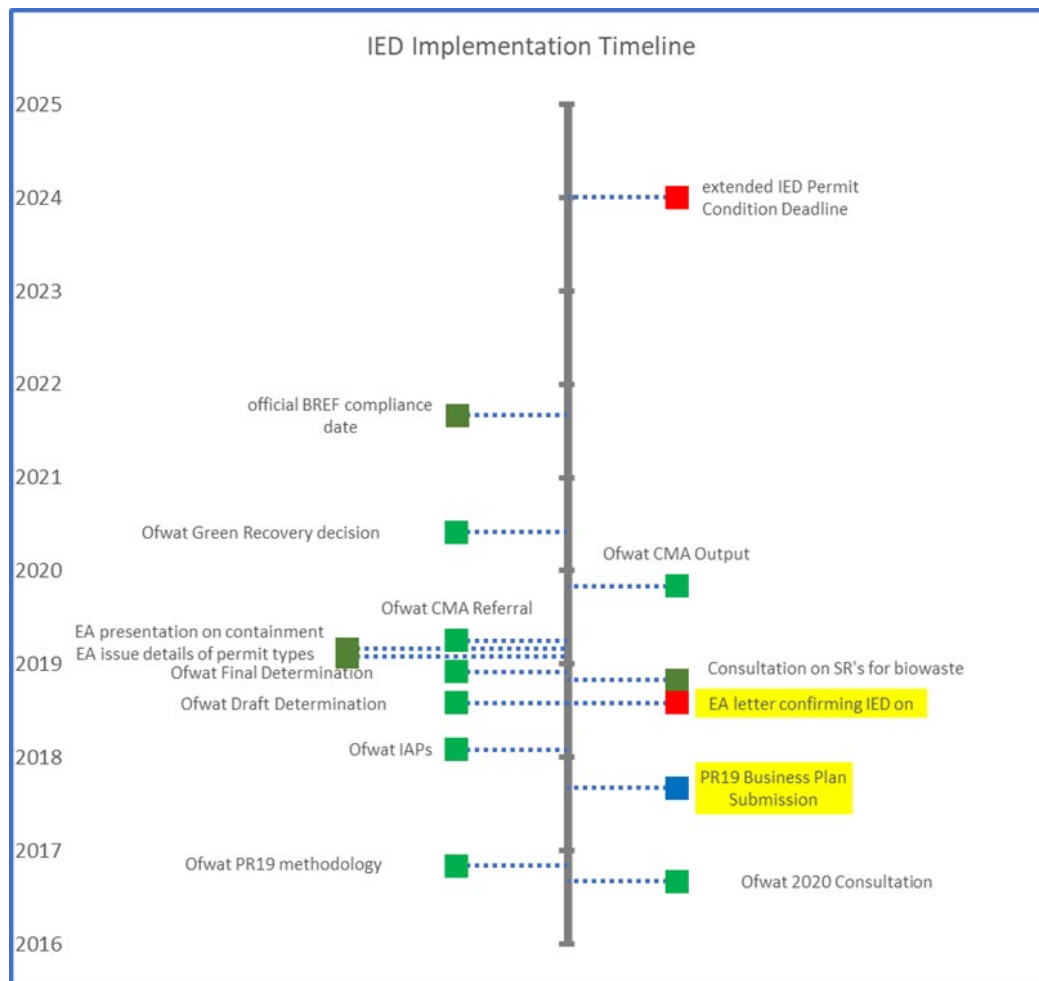 IED Implementation Timeline
2025
2024
extended IED Permit
Condition Deadline
2023
2022
official BREF compliance
date
2021
Ofwat Green Recovery decision
Ofwat CMA Output
2020
Ofwat CMA Referral
EA presentation on containment
EA issue details of permit types
2019
Ofwat Final Determination
Consultation on SR's for biowaste
Ofwat Draft Determination
EA letter confirming IED on
Ofwat IAPs
2018
PR19 Business Plan
Submission
2017
Ofwat PR19 methodology
Ofwat 2020 Consultation
2016